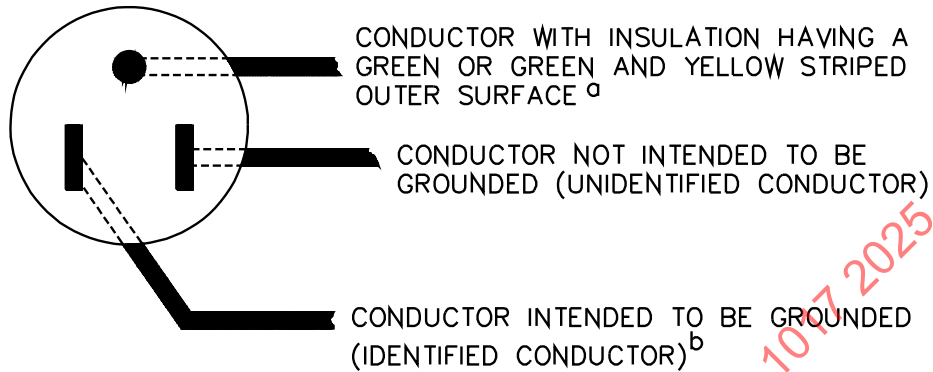 CONDUCTOR WITH INSULATION HAVING A
GREEN OR GREEN AND YELLOW STRIPED
OUTER SURFACE a
CONDUCTOR NOT INTENDED TO BE
GROUNDED (UNIDENTIFIED CONDUCTOR)
CONDUCTOR INTENDED TO BE GROUNDED
(IDENTIFIED CONDUCTOR) b
1017 2025